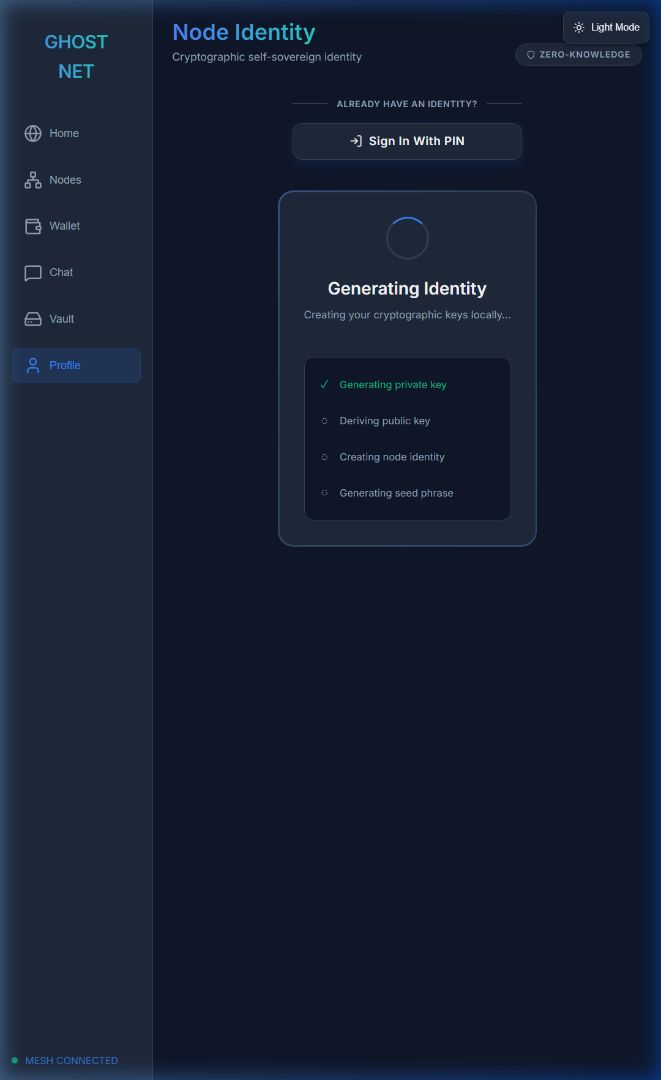 GHOST
NET
Home
Nodes
Wallet
Chat
Vault
Profile
MESH CONNECTED
Node Identity
Cryptographic self-sovereign identity
Light Mode
ZERO-KNOWLEDGE
ALREADY HAVE AN IDENTITY?
Sign In With PIN
Generating Identity
Creating your cryptographic keys locally...
✓ Generating private key
○ Deriving public key
○ Creating node identity
○ Generating seed phrase